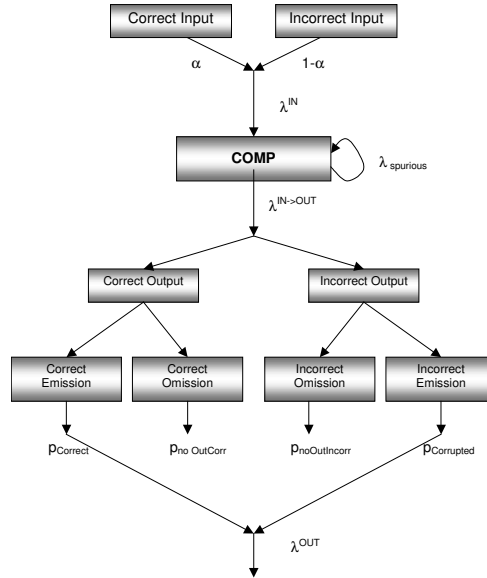 Correct Input
Incorrect Input
α
1-α
λ^IN
COMP
λ spurious
λ^IN->OUT
Correct Output
Incorrect Output
Correct
Emission
Correct
Omission
Incorrect
Omission
Incorrect
Emission
pCorrect
pno OutCorr
pnoOutIncorr
pCorrupted
λ^OUT